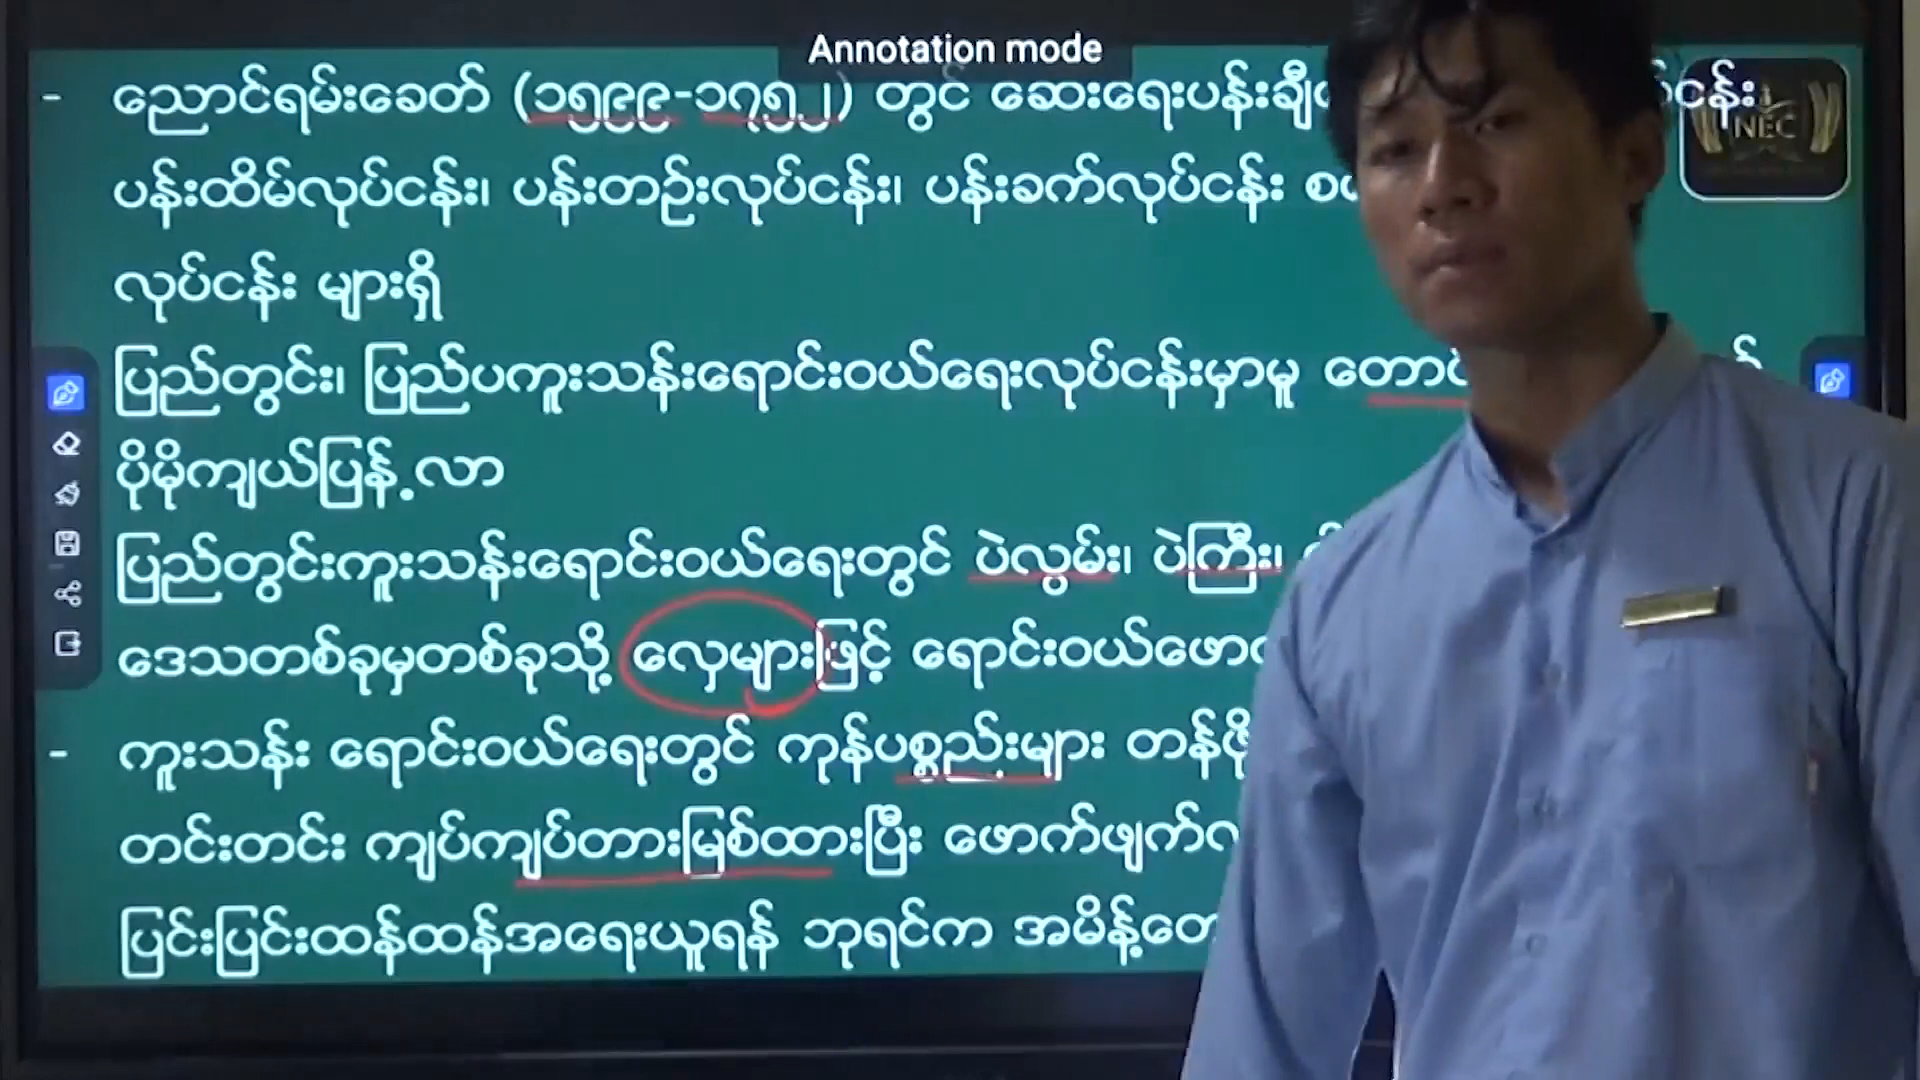 Annotation mode
- ညောင်ရမ်းခေတ် (၁၅၉၉-၁၇၅၂) တွင် ဆေးရေးပန်းချီ
NEC
ပန်းထိမ်လုပ်ငန်း၊ ပန်းတဉ်းလုပ်ငန်း၊ ပန်းခက်လုပ်ငန်း
လုပ်ငန်း များရှိ
ပြည်တွင်း၊ ပြည်ပကူးသန်းရောင်းဝယ်ရေးလုပ်ငန်းမှာမူ
ပိုမိုကျယ်ပြန့်လာ
ပြည်တွင်းကူးသန်းရောင်းဝယ်ရေးတွင် ပဲလွမ်း၊ ပဲကြီး၊
ဒေသတစ်ခုမှတစ်ခုသို့ လှေများဖြင့် ရောင်းဝယ်
- ကူးသန်း ရောင်းဝယ်ရေးတွင် ကုန်ပစ္စည်းများ
တင်းတင်း ကျပ်ကျပ်တားမြစ်ထားပြီး
ပြင်းပြင်းထန်ထန်အရေးယူရန် ဘုရင်က